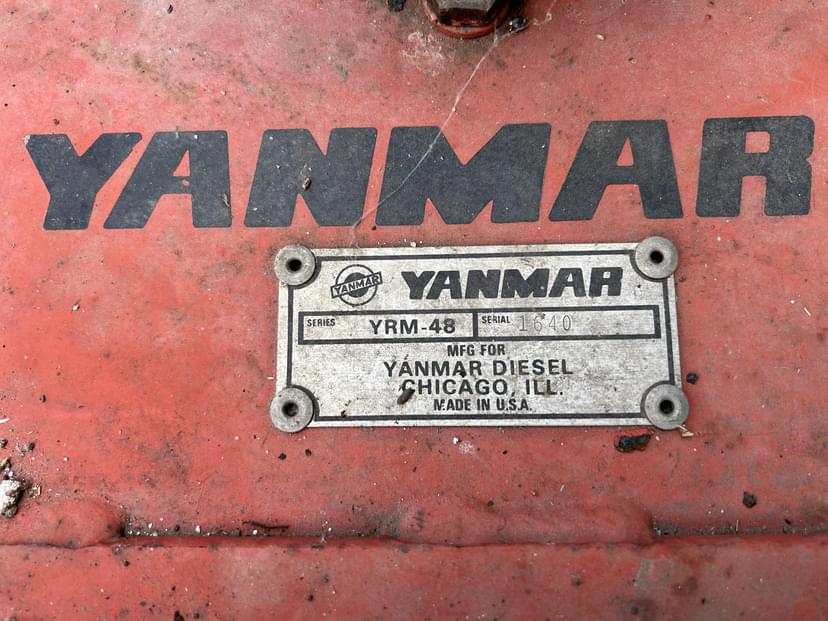 YANMAR
YANMAR YANMAR
SERIES YRM-48 SERIAL 1640
MFG FOR
YANMAR DIESEL
CHICAGO, ILL.
MADE IN U.S.A.